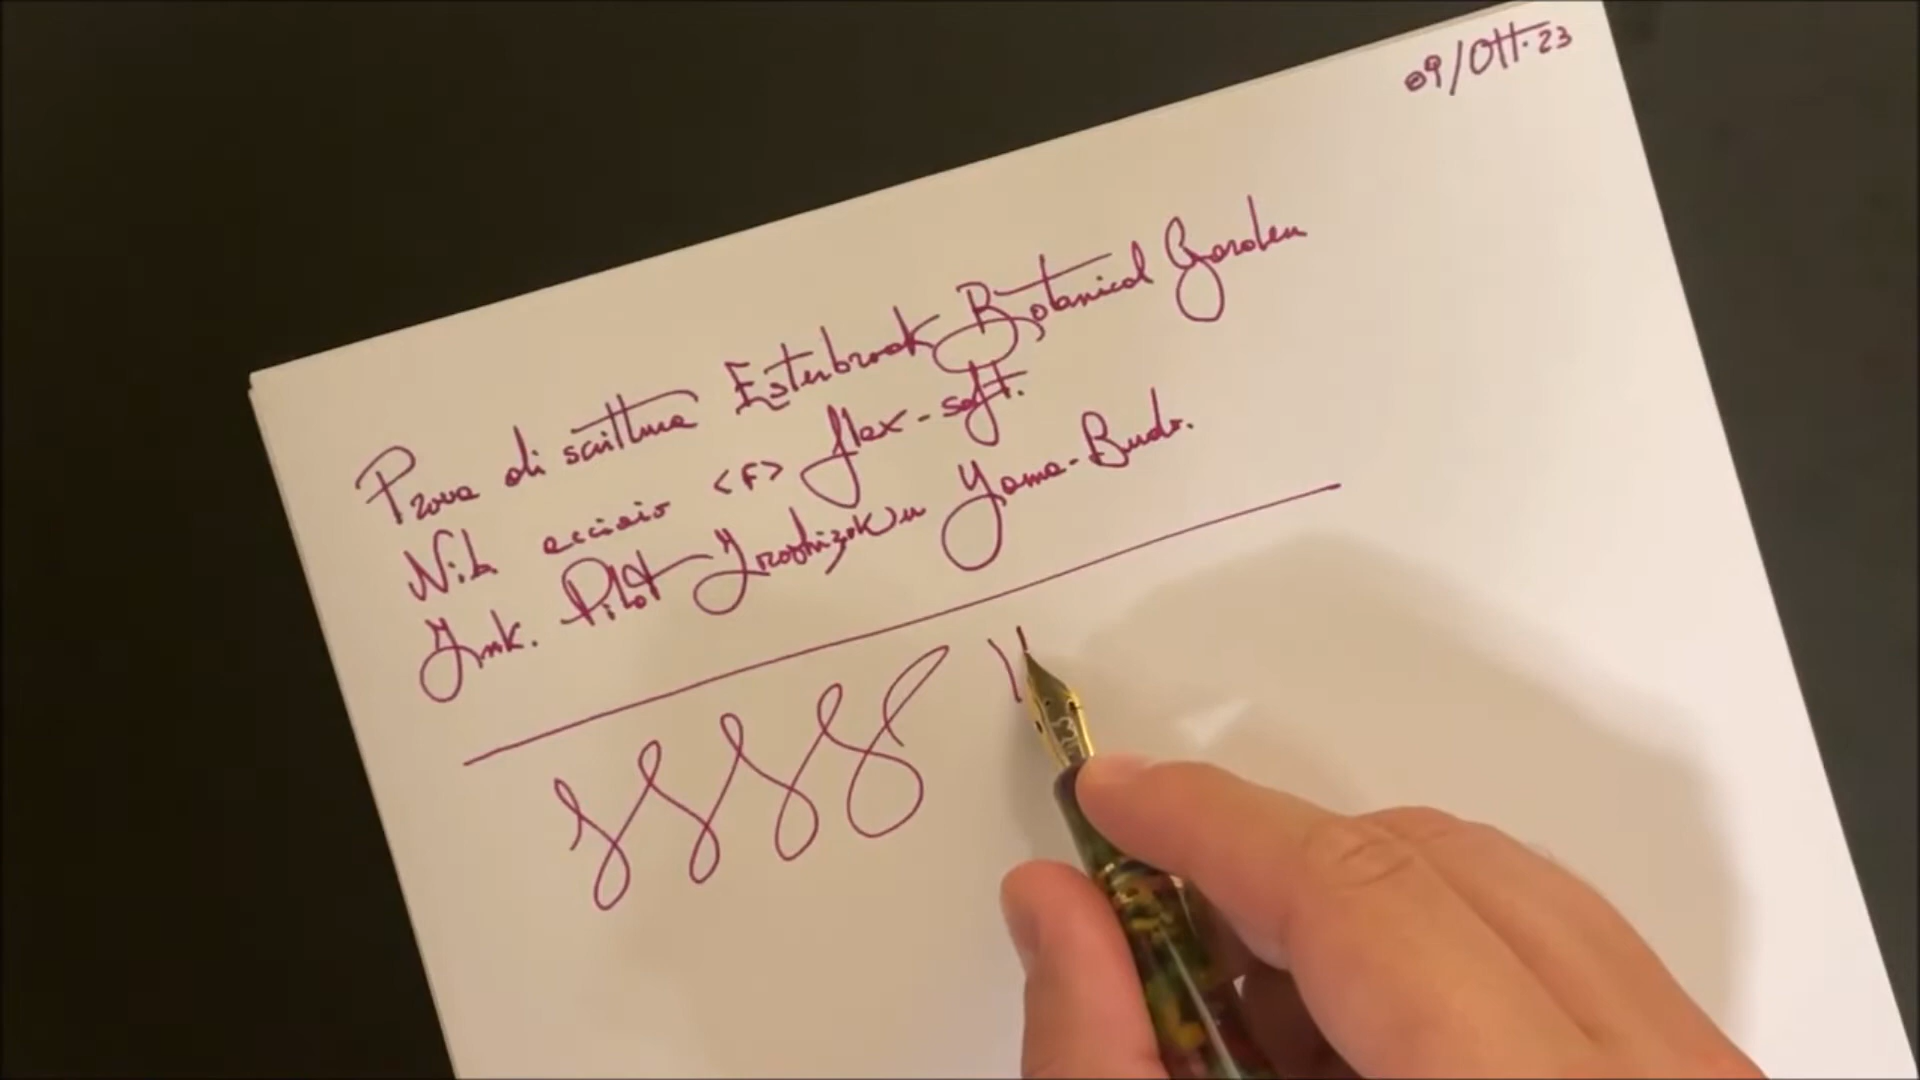 09/Ott.23
Prova di scrittura Esterbrook Botanical Garden
Nib acciaio <F> flex-soft.
Ink. Pilot Iroshizuku Yama-Budo.